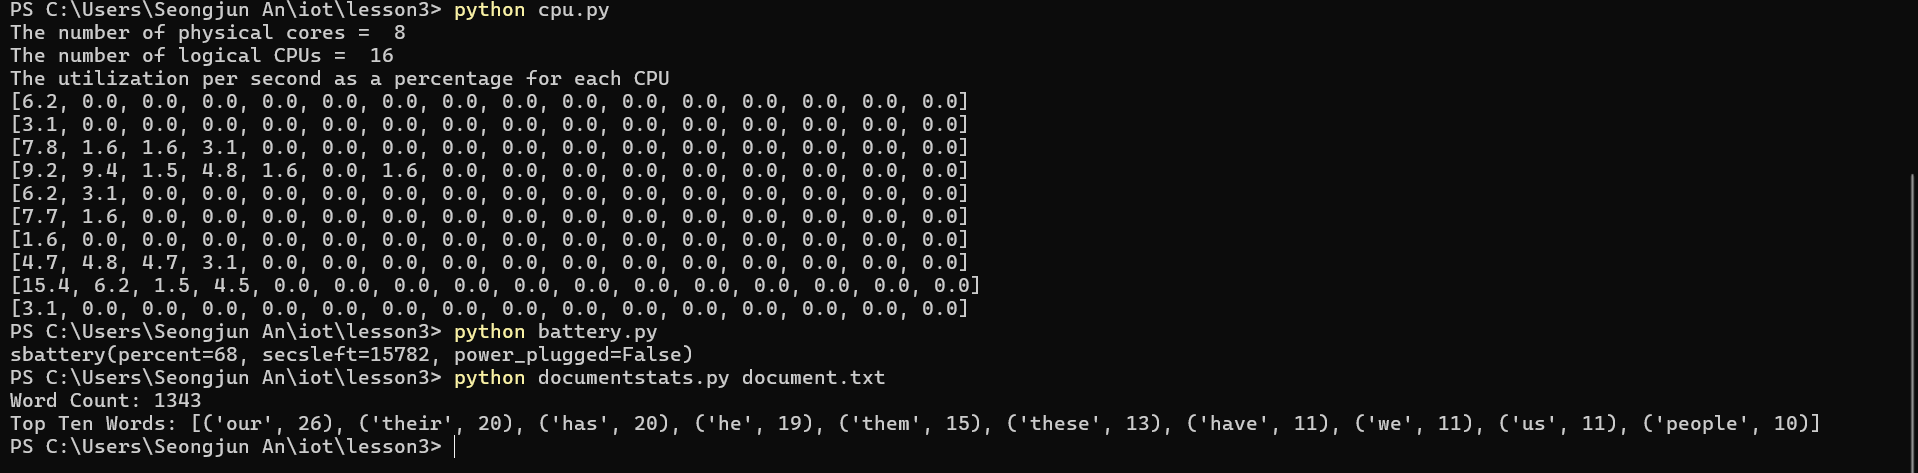 PS C:\Users\Seongjun An\iot\lesson3> python cpu.py
The number of physical cores =  8
The number of logical CPUs =  16
The utilization per second as a percentage for each CPU
[6.2, 0.0, 0.0, 0.0, 0.0, 0.0, 0.0, 0.0, 0.0, 0.0, 0.0, 0.0, 0.0, 0.0, 0.0, 0.0]
[3.1, 0.0, 0.0, 0.0, 0.0, 0.0, 0.0, 0.0, 0.0, 0.0, 0.0, 0.0, 0.0, 0.0, 0.0, 0.0]
[7.8, 1.6, 1.6, 3.1, 0.0, 0.0, 0.0, 0.0, 0.0, 0.0, 0.0, 0.0, 0.0, 0.0, 0.0, 0.0]
[9.2, 9.4, 1.5, 4.8, 1.6, 0.0, 1.6, 0.0, 0.0, 0.0, 0.0, 0.0, 0.0, 0.0, 0.0, 0.0]
[6.2, 3.1, 0.0, 0.0, 0.0, 0.0, 0.0, 0.0, 0.0, 0.0, 0.0, 0.0, 0.0, 0.0, 0.0, 0.0]
[7.7, 1.6, 0.0, 0.0, 0.0, 0.0, 0.0, 0.0, 0.0, 0.0, 0.0, 0.0, 0.0, 0.0, 0.0, 0.0]
[1.6, 0.0, 0.0, 0.0, 0.0, 0.0, 0.0, 0.0, 0.0, 0.0, 0.0, 0.0, 0.0, 0.0, 0.0, 0.0]
[4.7, 4.8, 4.7, 3.1, 0.0, 0.0, 0.0, 0.0, 0.0, 0.0, 0.0, 0.0, 0.0, 0.0, 0.0, 0.0]
[15.4, 6.2, 1.5, 4.5, 0.0, 0.0, 0.0, 0.0, 0.0, 0.0, 0.0, 0.0, 0.0, 0.0, 0.0, 0.0]
[3.1, 0.0, 0.0, 0.0, 0.0, 0.0, 0.0, 0.0, 0.0, 0.0, 0.0, 0.0, 0.0, 0.0, 0.0, 0.0]
PS C:\Users\Seongjun An\iot\lesson3> python battery.py
sbattery(percent=68, secsleft=15782, power_plugged=False)
PS C:\Users\Seongjun An\iot\lesson3> python documentstats.py document.txt
Word Count: 1343
Top Ten Words: [('our', 26), ('their', 20), ('has', 20), ('he', 19), ('them', 15), ('these', 13), ('have', 11), ('we', 11), ('us', 11), ('people', 10)]
PS C:\Users\Seongjun An\iot\lesson3>